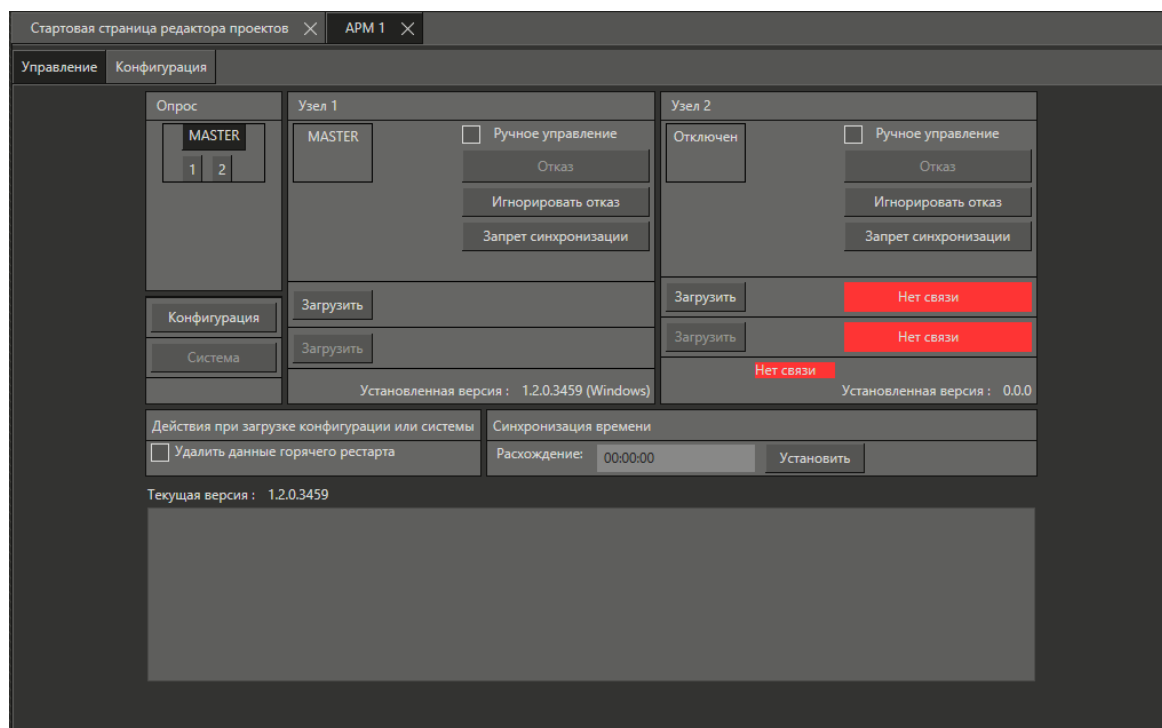 Стартовая страница редактора проектов
АРМ 1
Управление
Конфигурация
Опрос
MASTER
1 2
Конфигурация
Система
Узел 1
MASTER
Ручное управление
Отказ
Игнорировать отказ
Запрет синхронизации
Загрузить
Загрузить
Установленная версия : 1.2.0.3459 (Windows)
Узел 2
Отключен
Ручное управление
Отказ
Игнорировать отказ
Запрет синхронизации
Загрузить
Нет связи
Загрузить
Нет связи
Нет связи
Установленная версия : 0.0.0
Действия при загрузке конфигурации или системы
Удалить данные горячего рестарта
Синхронизация времени
Расхождение: 00:00:00 Установить
Текущая версия : 1.2.0.3459